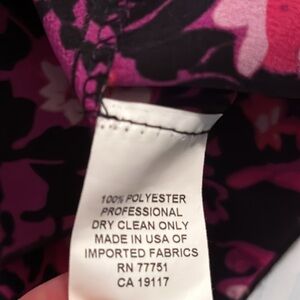 100% POLYESTER
PROFESSIONAL
DRY CLEAN ONLY
MADE IN USA OF
IMPORTED FABRICS
RN 77751
CA 19117